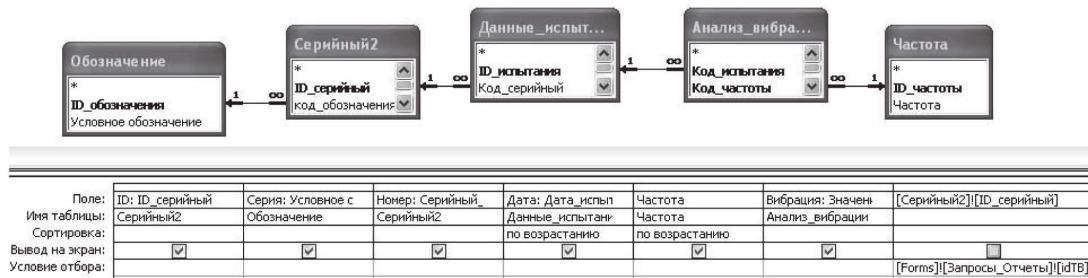 Обозначение
*
ID_обозначения
Условное обозначение
1
∞
Серийный2
*
ID_серийный
код_обозначения
1
∞
Данные_испыт...
*
ID_испытания
Код_серийный
1
∞
Анализ_вибра...
*
Код_испытания
Код_частоты
∞
1
Частота
*
ID_частоты
Частота
Поле: ID: ID_серийный Серия: Условное с Номер: Серийный_ Дата: Дата_испыт Частота Вибрация: Значен [Серийный2]![ID_серийный]
Имя таблицы: Серийный2 Обозначение Серийный2 Данные_испытани Частота Анализ_вибрации
Сортировка: по возрастанию по возрастанию
Вывод на экран:
Условие отбора: [Forms]![Запросы_Отчеты]![idTB]